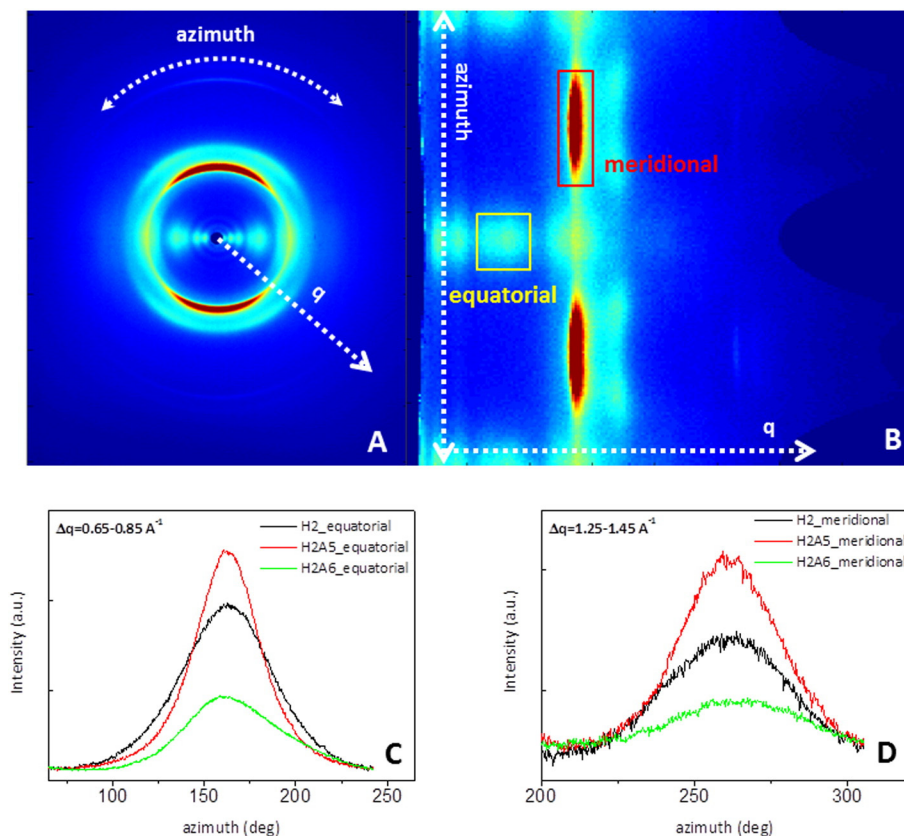 azimuth
q
A
azimuth
meridional
equatorial
q
B
Δq=0.65-0.85 A⁻¹
H2_equatorial
H2A5_equatorial
H2A6_equatorial
Intensity (a.u.)
C
100 150 200 250
azimuth (deg)
Δq=1.25-1.45 A⁻¹
H2_meridional
H2A5_meridional
H2A6_meridional
Intensity (a.u.)
D
200 250 300
azimuth (deg)